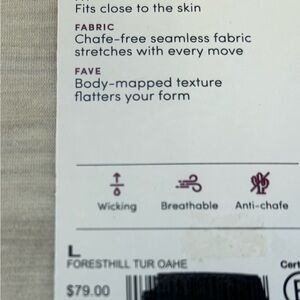 Fits close to the skin
FABRIC
Chafe-free seamless fabric
stretches with every move
FAVE
Body-mapped texture
flatters your form
Wicking Breathable Anti-chafe
L
FORESTHILL TUR OAHE
Cert
$79.00